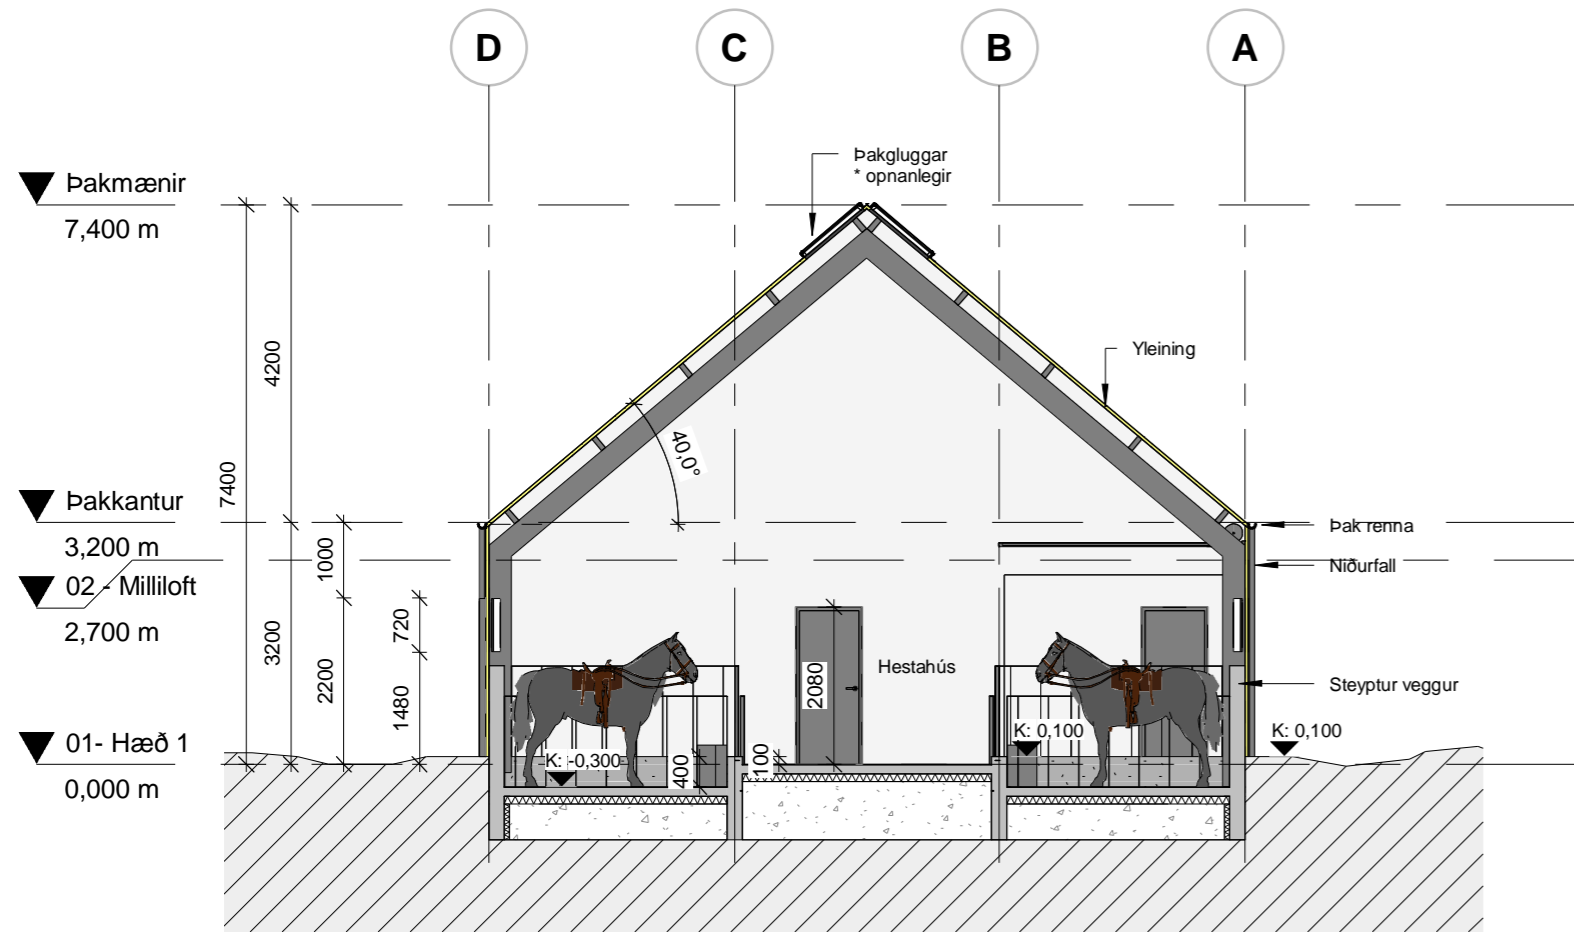 D
C
B
A
Þakgluggar
* opnanlegir
Þakmænir
7,400 m
4200
Yleining
40,0°
7400
Þakkantur
3,200 m
1000
Þak renna
Niðurfall
02 - Milliloft
2,700 m
720
3200
2200
1480
2080
Hestahús
Steyptur veggur
01- Hæð 1
0,000 m
K: -0,300
400
100
K: 0,100
K: 0,100